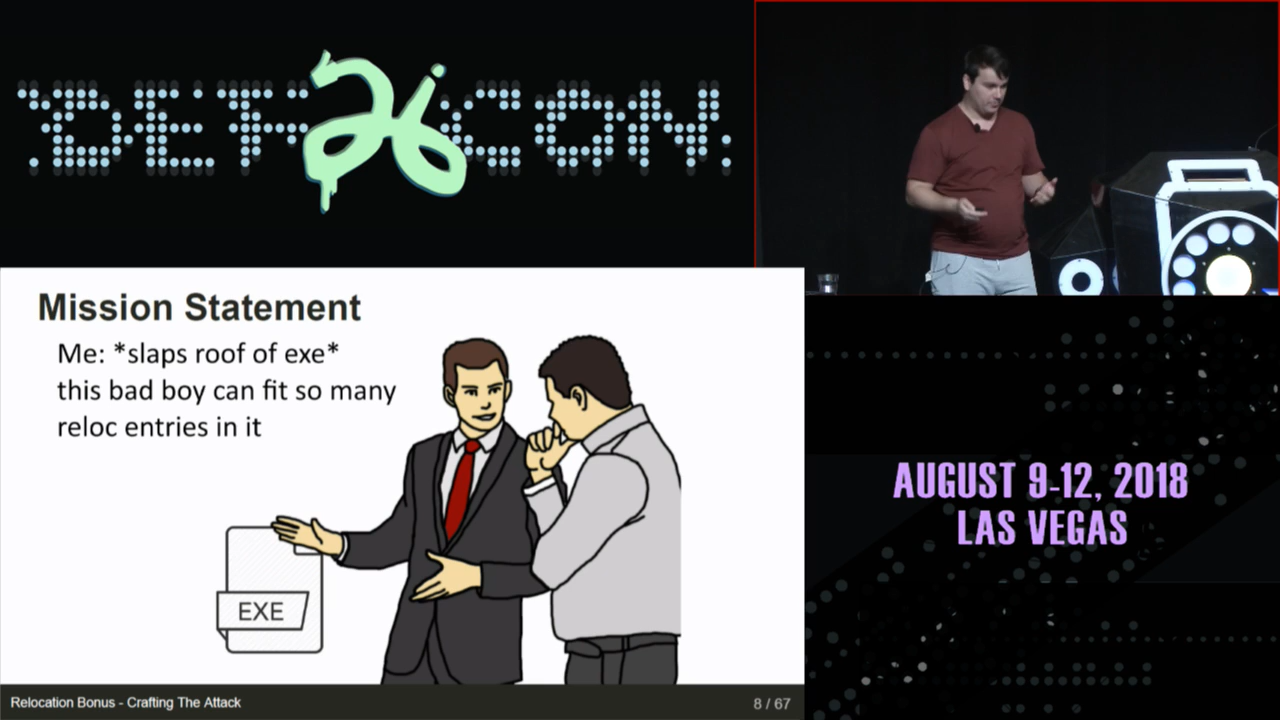 DEF 26 CON
Mission Statement
Me: *slaps roof of exe*
this bad boy can fit so many
reloc entries in it
EXE
Relocation Bonus - Crafting The Attack
8 / 67
AUGUST 9-12, 2018
LAS VEGAS